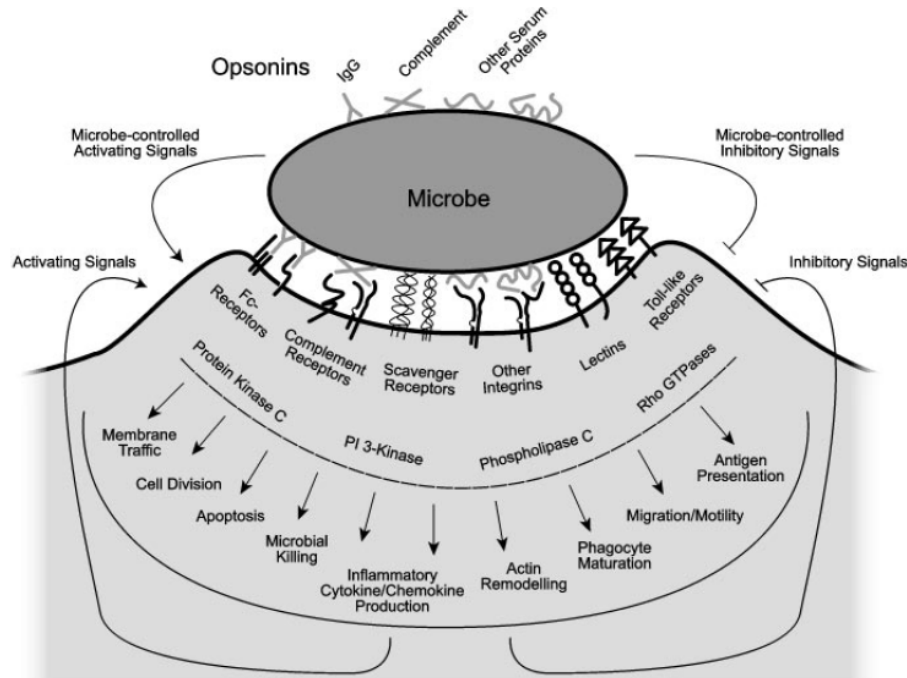 Opsonins
IgG
Complement
Other Serum
Proteins
Microbe-controlled
Activating Signals
Microbe-controlled
Inhibitory Signals
Microbe
Activating Signals
Inhibitory Signals
Fc-
Receptors
Complement
Receptors
Scavenger
Receptors
Other
Integrins
Lectins
Toll-like
Receptors
Protein Kinase C
PI 3-Kinase
Phospholipase C
Rho GTPases
Membrane
Traffic
Cell Division
Apoptosis
Microbial
Killing
Inflammatory
Cytokine/Chemokine
Production
Actin
Remodelling
Phagocyte
Maturation
Migration/Motility
Antigen
Presentation